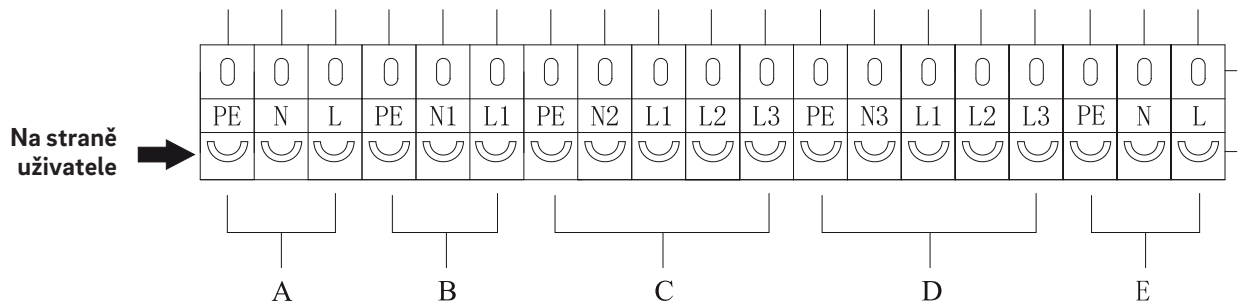 PE N L PE N1 L1 PE N2 L1 L2 L3 PE N3 L1 L2 L3 PE N L
Na straně
uživatele
A B C D E